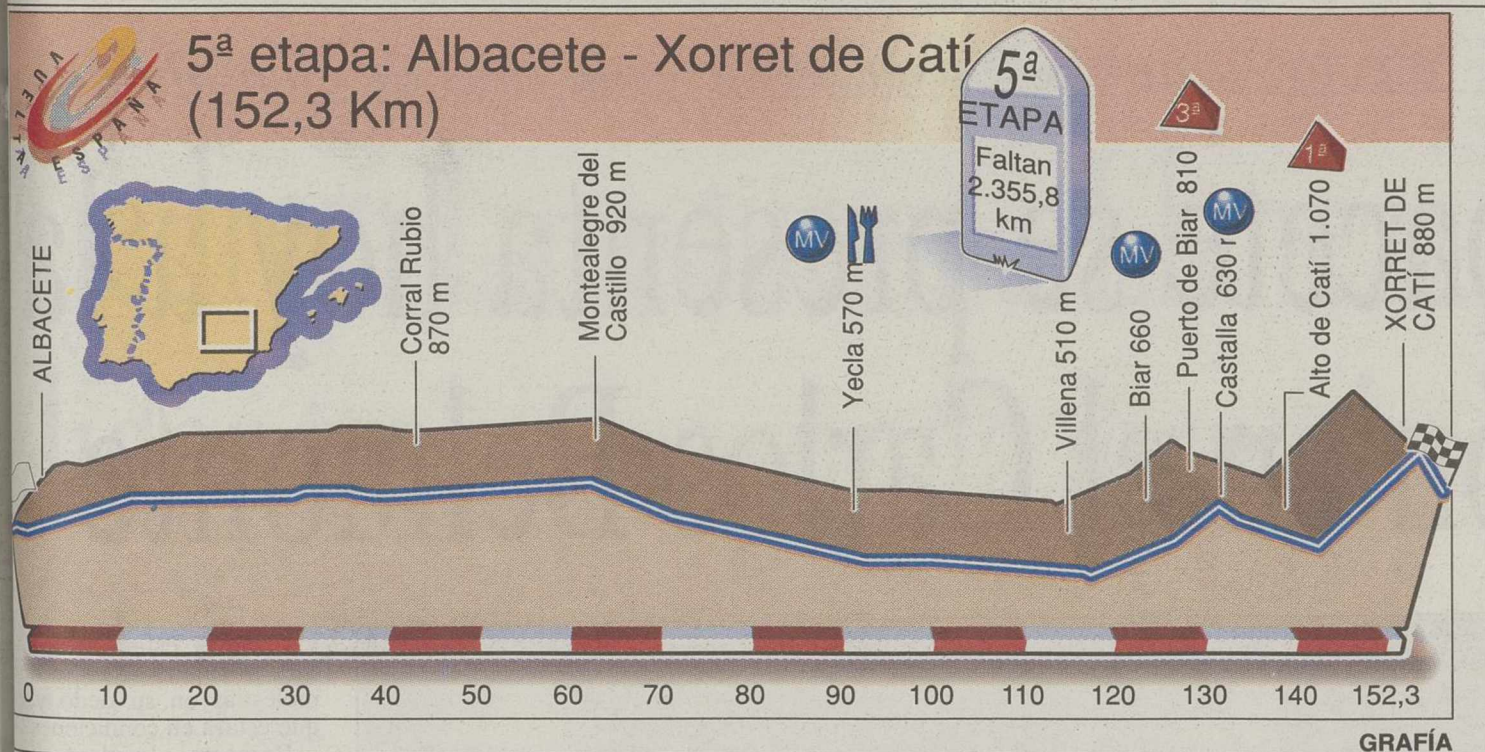 VUELTA
ESPAÑA
5ª etapa: Albacete - Xorret de Catí
(152,3 Km)
5ª
ETAPA
Faltan
2.355,8
km
ALBACETE
Corral Rubio
870 m
Montealegre del
Castillo 920 m
MV
Yecla 570 m
Villena 510 m
MV
Biar 660
3ª
Puerto de Biar 810
MV
Castalla 630 m
1ª
Alto de Catí 1.070
XORRET DE
CATÍ 880 m
0 10 20 30 40 50 60 70 80 90 100 110 120 130 140 152,3
GRAFÍA